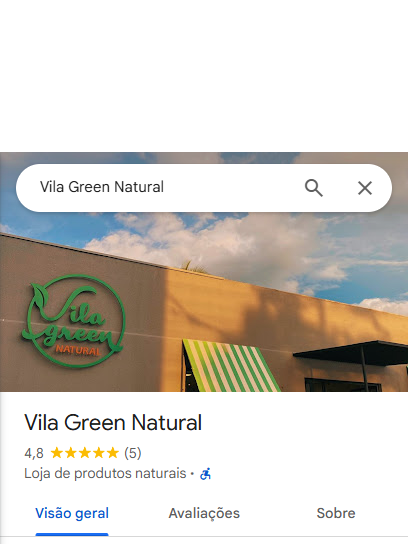 Vila Green Natural
Vila
green
NATURAL
Vila Green Natural
4,8 (5)
Loja de produtos naturais ·
Visão geral
Avaliações
Sobre